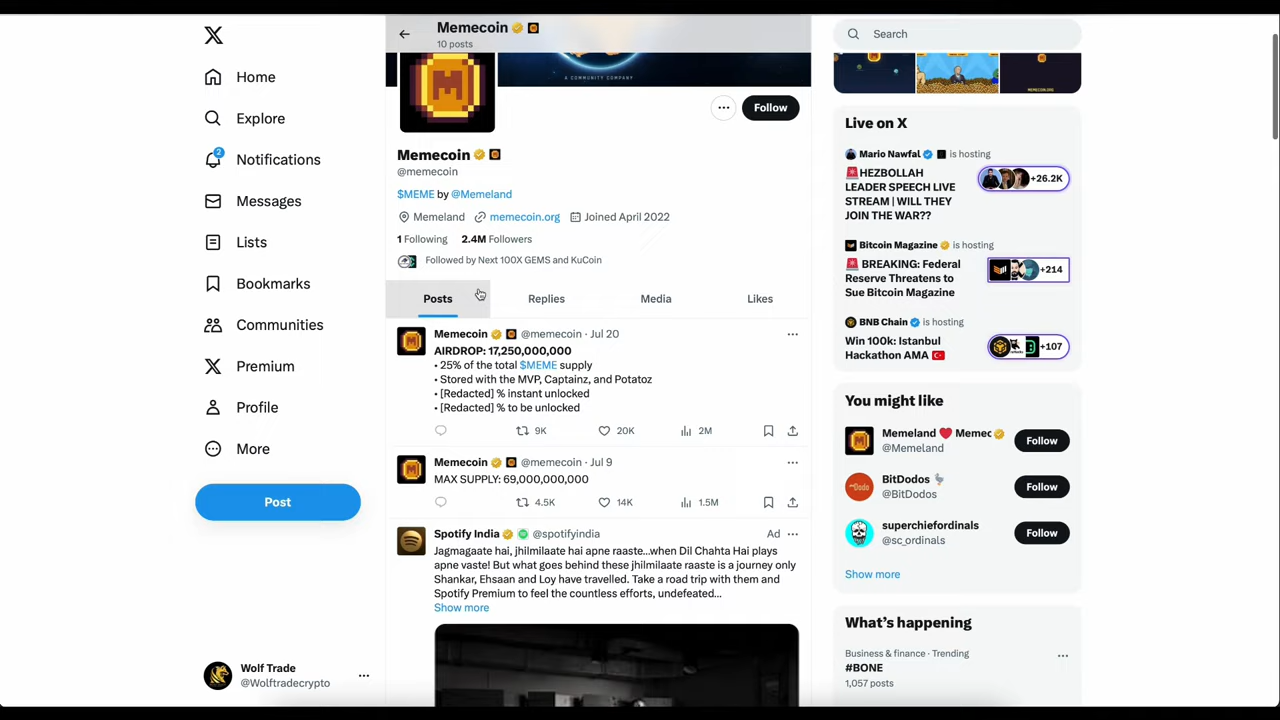 Home
Explore
2
Notifications
Messages
Lists
Bookmarks
Communities
Premium
Profile
More
Post
Wolf Trade
@Wolftradecrypto
Memecoin
10 posts
A COMMUNITY COMPANY
M
Follow
Memecoin
@memecoin
$MEME by @Memeland
Memeland memecoin.org Joined April 2022
1 Following 2.4M Followers
Followed by Next 100X GEMS and KuCoin
Posts Replies Media Likes
Memecoin @memecoin · Jul 20
AIRDROP: 17,250,000,000
• 25% of the total $MEME supply
• Stored with the MVP, Captainz, and Potatoz
• [Redacted] % instant unlocked
• [Redacted] % to be unlocked
9K 20K 2M
Memecoin @memecoin · Jul 9
MAX SUPPLY: 69,000,000,000
4.5K 14K 1.5M
Spotify India @spotifyindia Ad
Jagmagaate hai, jhilmilaate hai apne raaste...when Dil Chahta Hai plays
apne vaste! But what goes behind these jhilmilaate raaste is a journey only
Shankar, Ehsaan and Loy have travelled. Take a road trip with them and
Spotify Premium to feel the countless efforts, undefeated...
Show more
Search
MEMECOIN.ORG
Live on X
Mario Nawfal is hosting
🚨HEZBOLLAH
LEADER SPEECH LIVE
STREAM | WILL THEY
JOIN THE WAR??
+26.2K
Bitcoin Magazine is hosting
🚨 BREAKING: Federal
Reserve Threatens to
Sue Bitcoin Magazine
+214
BNB Chain is hosting
Win 100k: Istanbul
Hackathon AMA 🇹🇷
+107
You might like
Memeland ❤️ Memec
@Memeland
Follow
BitDodos
@BitDodos
Follow
superchiefordinals
@sc_ordinals
Follow
Show more
What's happening
Business & finance · Trending
#BONE
1,057 posts